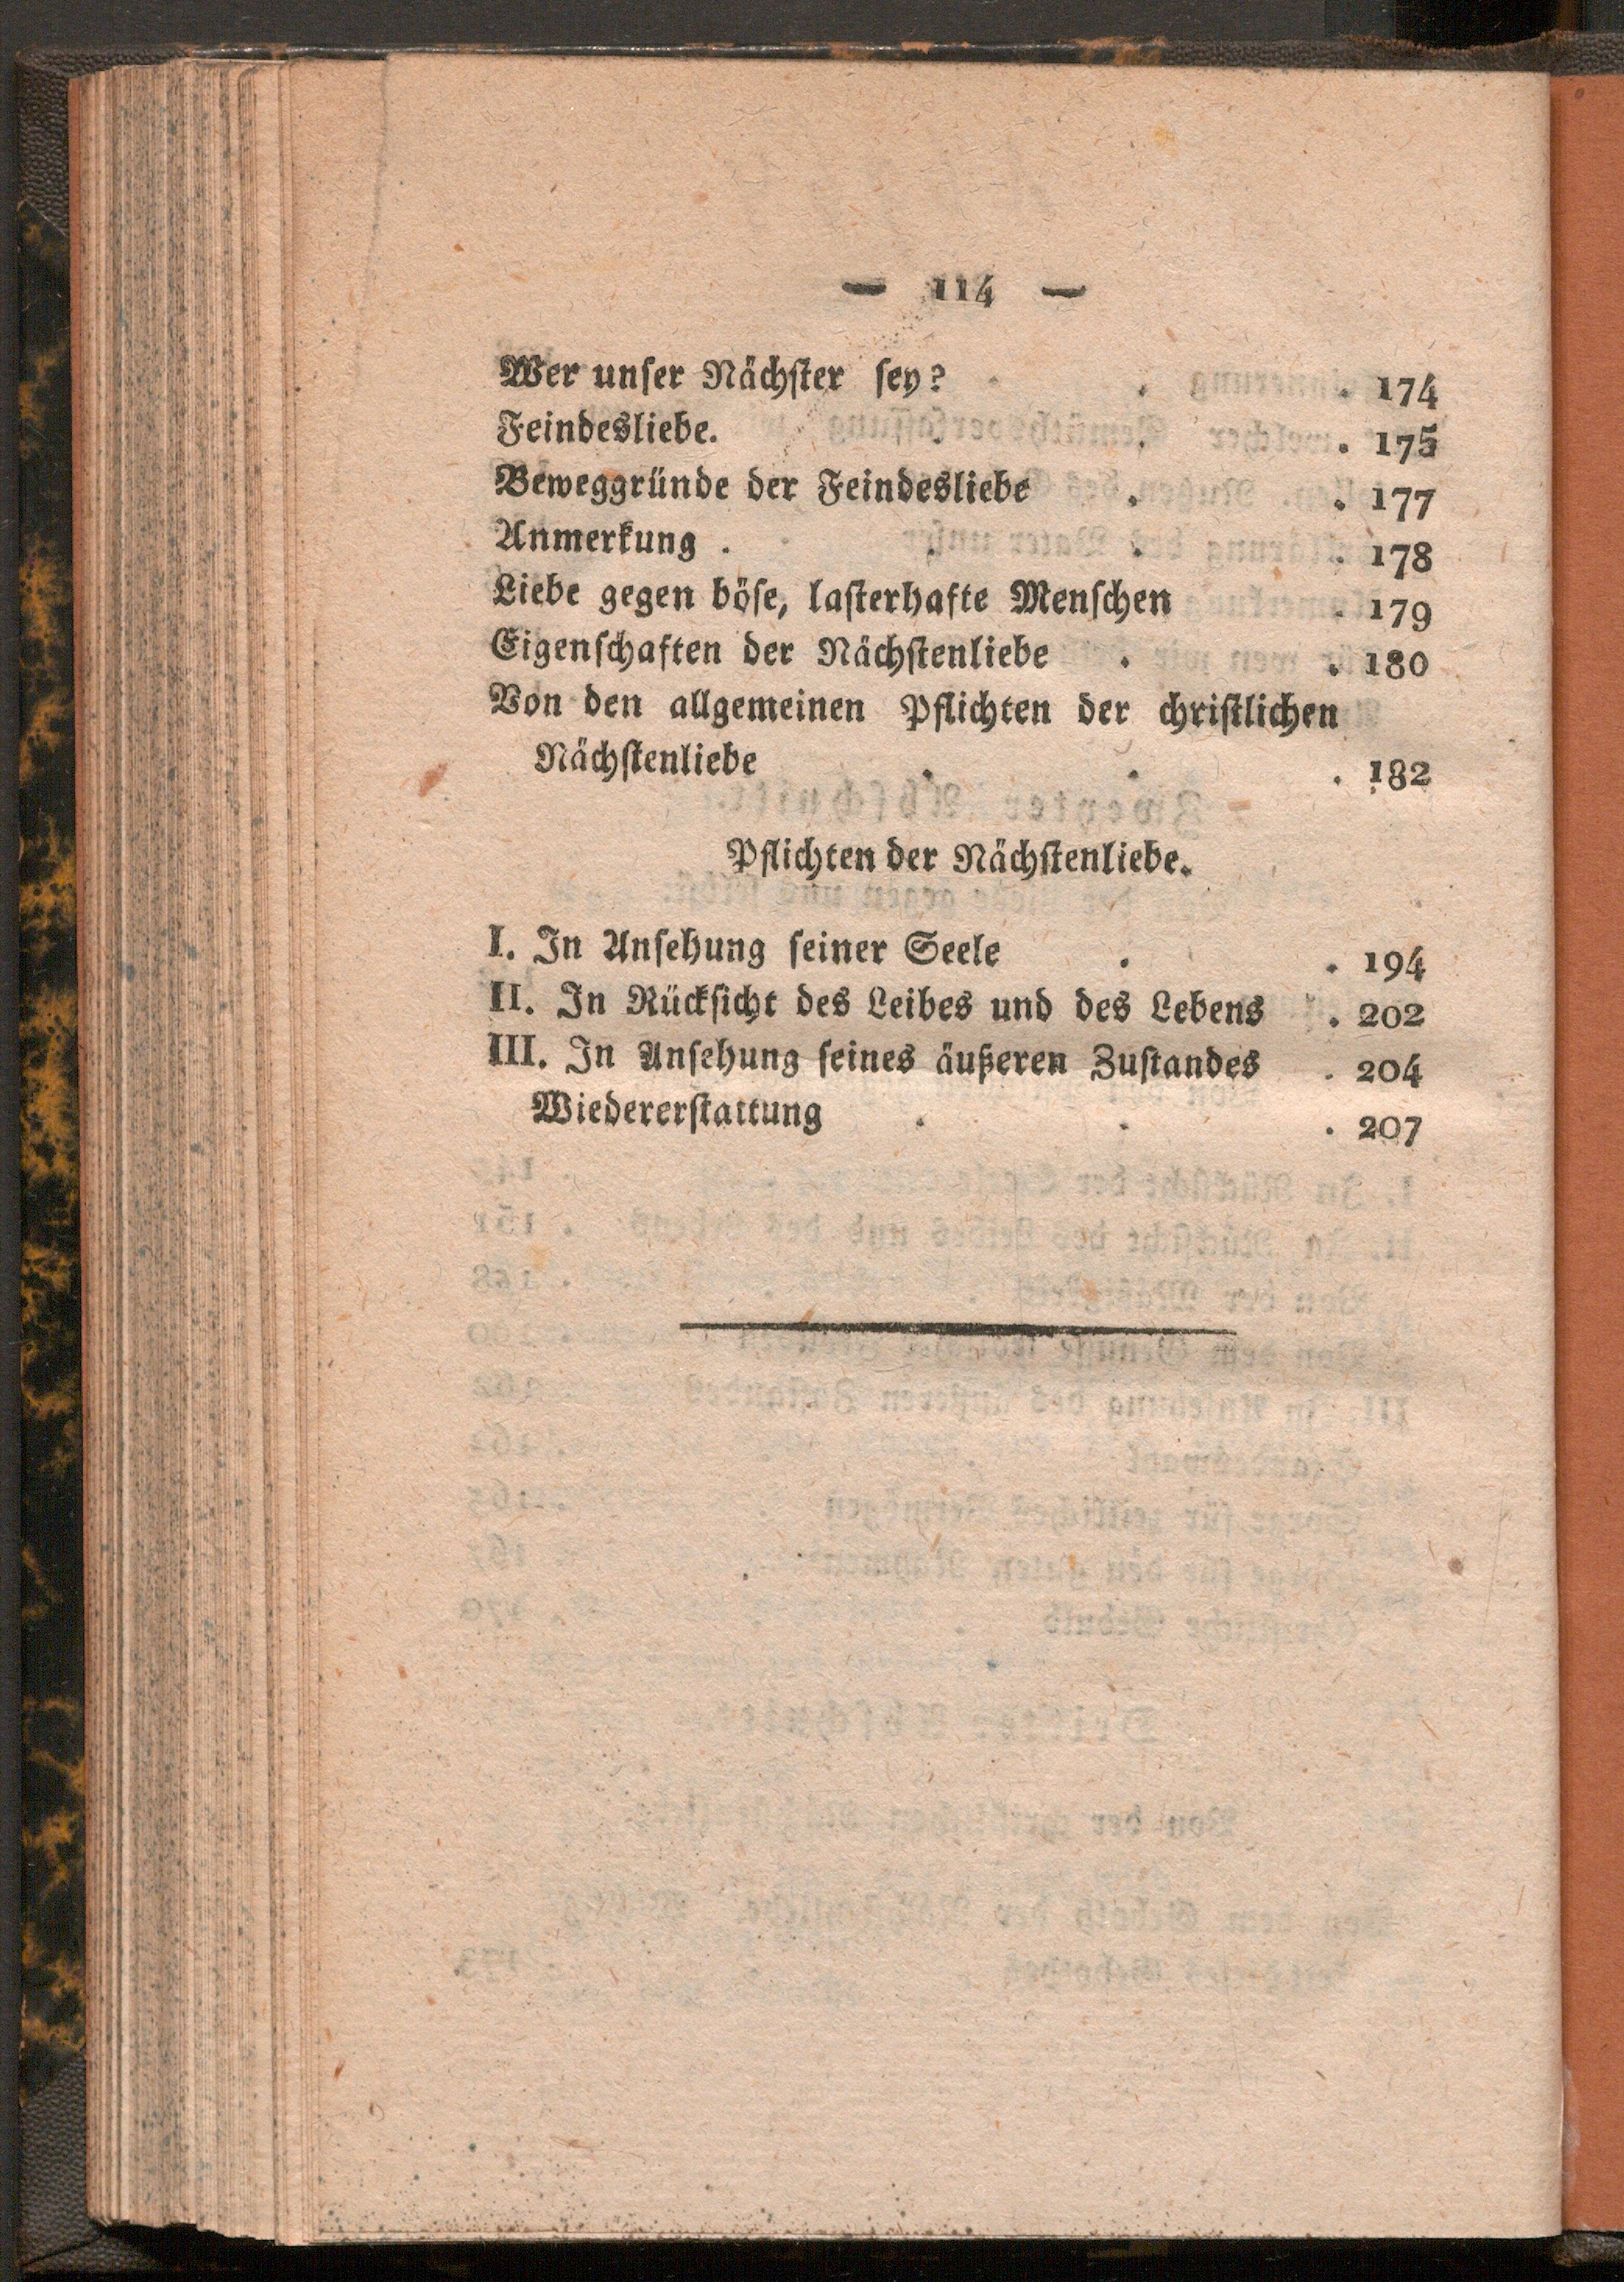 — 114 —
Wer unser Nächster sey? . . 174
Feindesliebe. . . . 175
Beweggründe der Feindesliebe . . 177
Anmerkung . . . . 178
Liebe gegen böse, lasterhafte Menschen . 179
Eigenschaften der Nächstenliebe . . 180
Von den allgemeinen Pflichten der christlichen
Nächstenliebe . . . 182
Pflichten der Nächstenliebe.
I. In Ansehung seiner Seele . . 194
II. In Rücksicht des Leibes und des Lebens . 202
III. In Ansehung seines äußeren Zustandes . 204
Wiedererstattung . . . 207